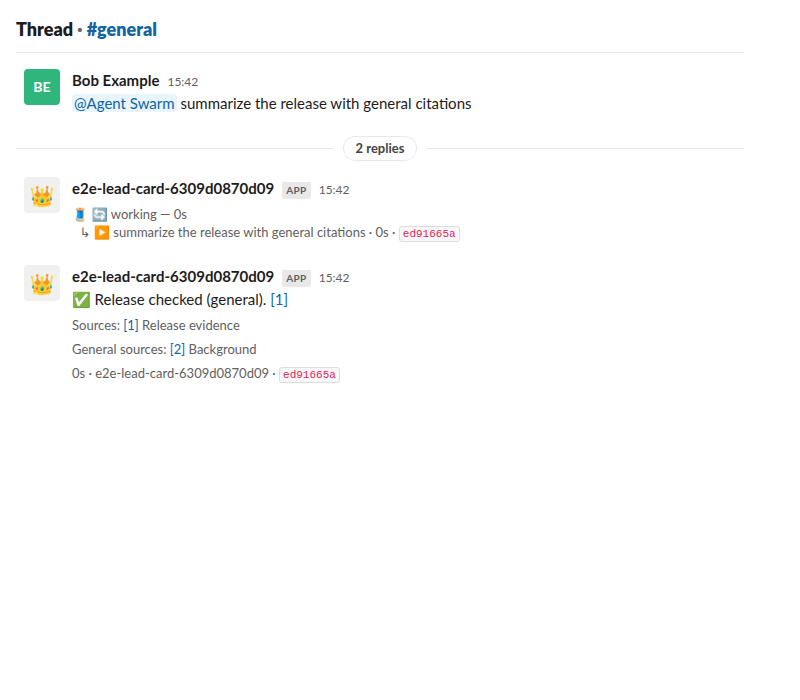 Thread • #general
BE
Bob Example 15:42
@Agent Swarm summarize the release with general citations
2 replies
e2e-lead-card-6309d0870d09 APP 15:42
🧵 🔄 working — 0s
↳ ▶️ summarize the release with general citations · 0s · ed91665a
e2e-lead-card-6309d0870d09 APP 15:42
✅ Release checked (general). [1]
Sources: [1] Release evidence
General sources: [2] Background
0s · e2e-lead-card-6309d0870d09 · ed91665a